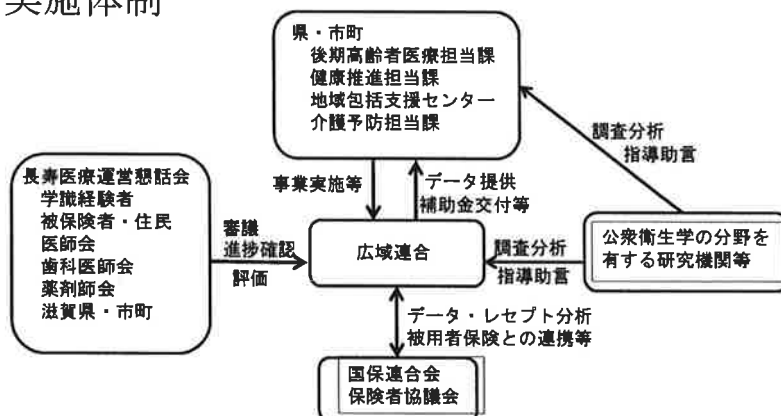 実施体制
県・市町
後期高齢者医療担当課
健康推進担当課
地域包括支援センター
介護予防担当課
調査分析
指導助言
長寿医療運営懇話会
学識経験者
被保険者・住民
医師会
歯科医師会
薬剤師会
滋賀県・市町
事業実施等
データ提供
補助金交付等
審議
進捗確認
評価
広域連合
調査分析
指導助言
公衆衛生学の分野を
有する研究機関等
データ・レセプト分析
被用者保険との連携等
国保連合会
保険者協議会